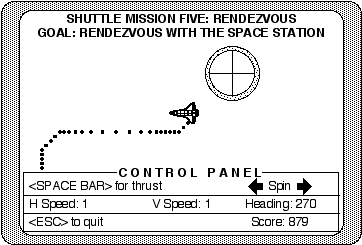 SHUTTLE MISSION FIVE: RENDEZVOUS
GOAL: RENDEZVOUS WITH THE SPACE STATION
CONTROL PANEL
<SPACE BAR> for thrust Spin
H Speed: 1 V Speed: 1 Heading: 270
<ESC> to quit Score: 879